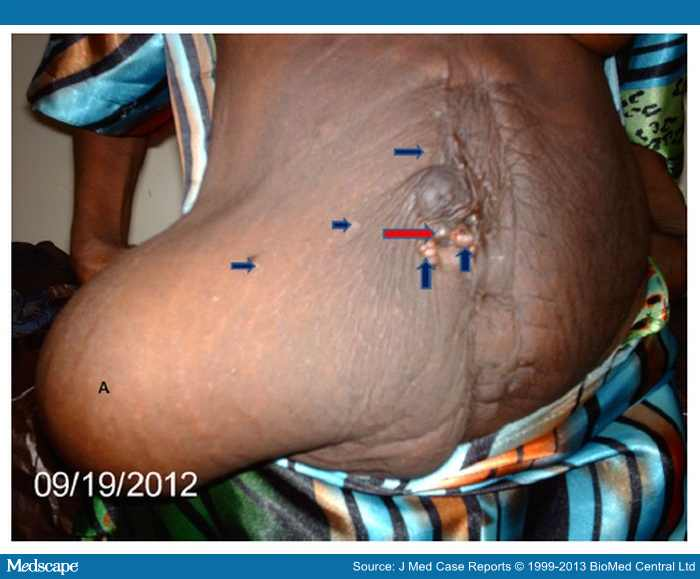 A
09/19/2012
Medscape
Source: J Med Case Reports © 1999-2013 BioMed Central Ltd